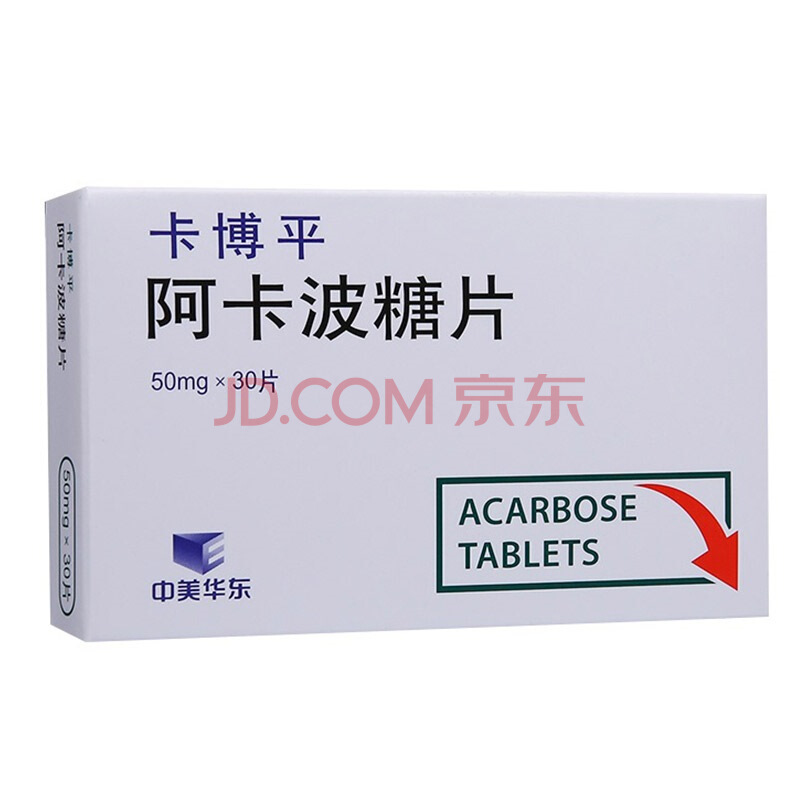 卡博平
阿卡波糖片
50mg × 30片
JD.COM 京东
ACARBOSE
TABLETS
中美华东
卡博平
阿卡波糖片
50mg × 30片